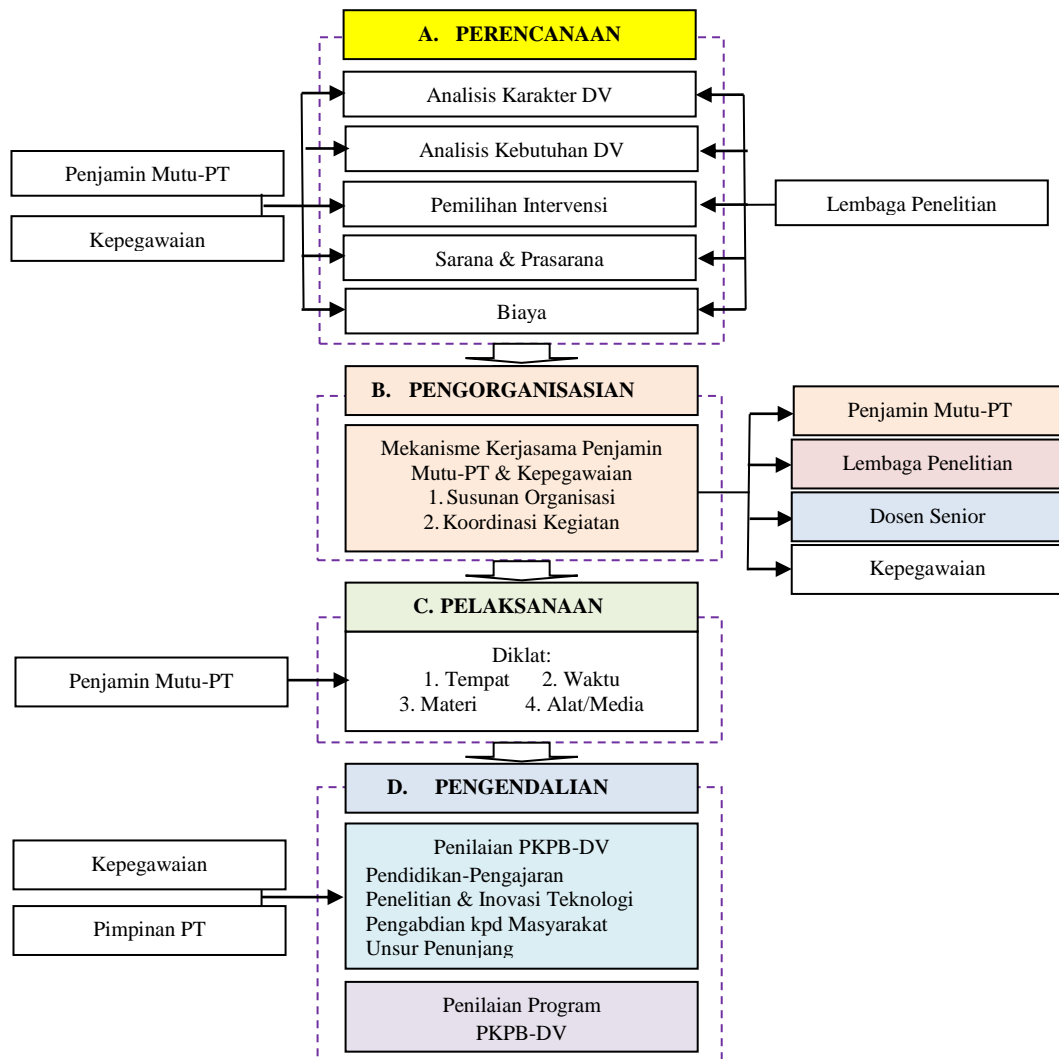 A. PERENCANAAN
Analisis Karakter DV
Analisis Kebutuhan DV
Penjamin Mutu-PT
Pemilihan Intervensi
Lembaga Penelitian
Kepegawaian
Sarana & Prasarana
Biaya
B. PENGORGANISASIAN
Mekanisme Kerjasama Penjamin
Mutu-PT & Kepegawaian
1. Susunan Organisasi
2. Koordinasi Kegiatan
Penjamin Mutu-PT
Lembaga Penelitian
Dosen Senior
Kepegawaian
C. PELAKSANAAN
Penjamin Mutu-PT
Diklat:
1. Tempat 2. Waktu
3. Materi 4. Alat/Media
D. PENGENDALIAN
Kepegawaian
Pimpinan PT
Penilaian PKPB-DV
Pendidikan-Pengajaran
Penelitian & Inovasi Teknologi
Pengabdian kpd Masyarakat
Unsur Penunjang
Penilaian Program
PKPB-DV